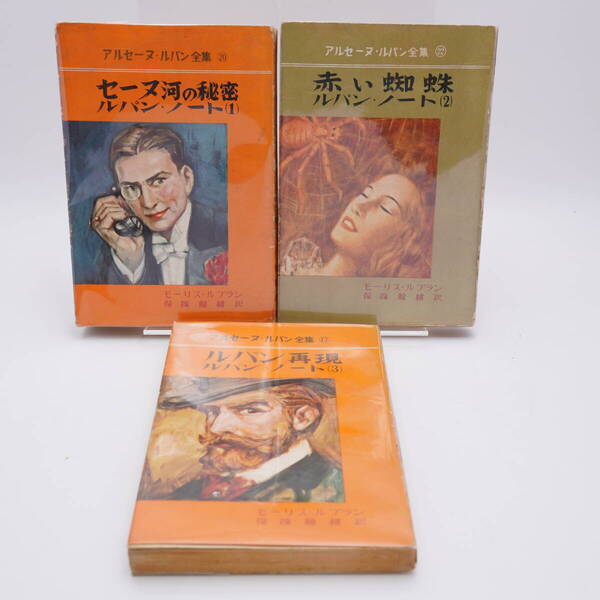 アルセーヌ・ルパン全集 ⑳
セーヌ河の秘密
ルパン・ノート(1)
モーリス・ルブラン
保篠龍緒訳
アルセーヌ・ルパン全集 ㉒
赤い蜘蛛
ルパン・ノート(2)
モーリス・ルブラン
保篠龍緒訳
アルセーヌ・ルパン全集
ルパン再現
ルパン・ノート(3)
モーリス・ルブラン
保篠龍緒訳